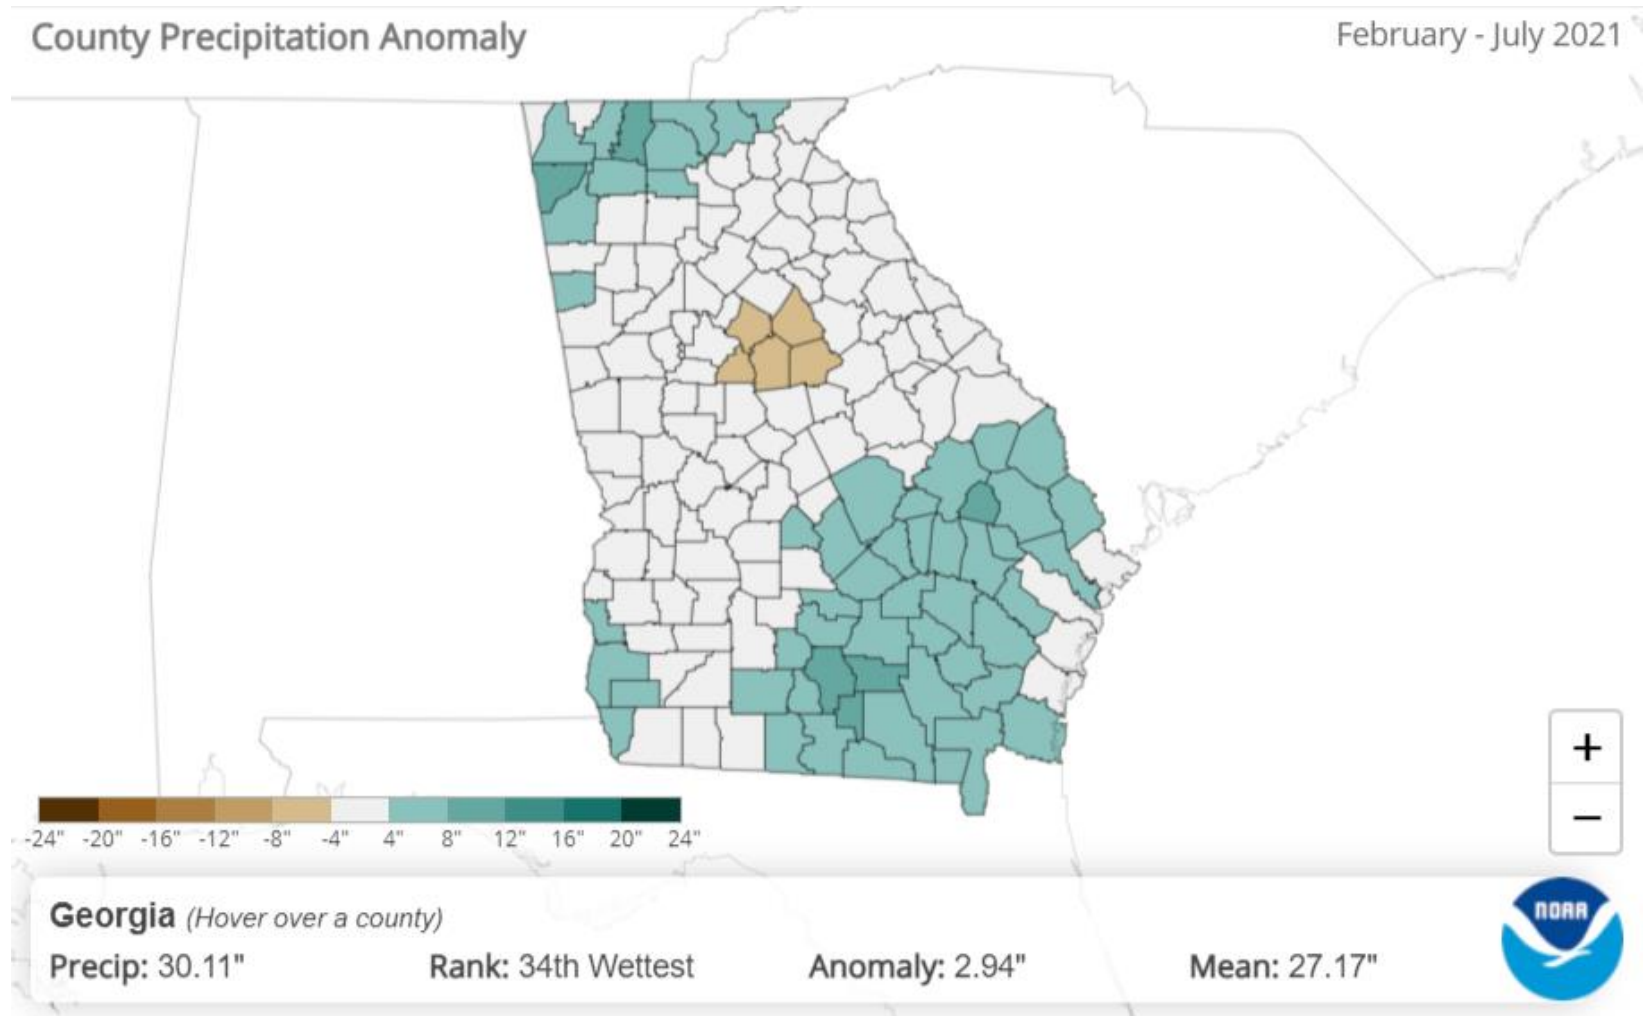 County Precipitation Anomaly
February - July 2021
-24" -20" -16" -12" -8" -4" 4" 8" 12" 16" 20" 24"
+
−
Georgia (Hover over a county)
Precip: 30.11" Rank: 34th Wettest Anomaly: 2.94" Mean: 27.17"
NOAA